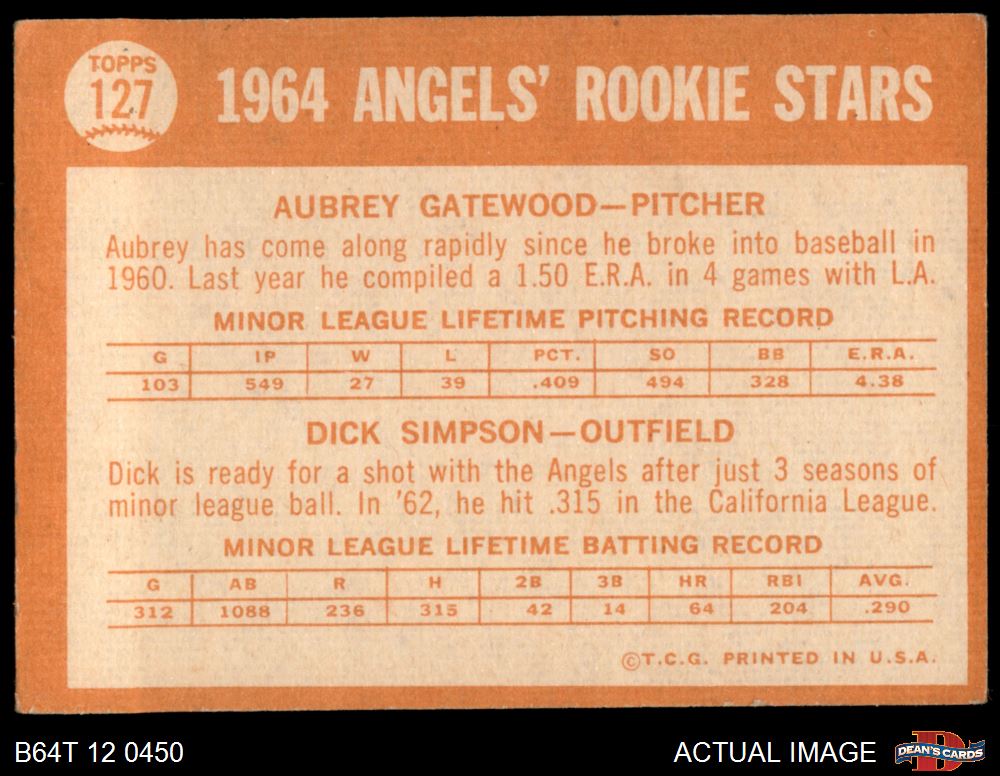 TOPPS
127
1964 ANGELS' ROOKIE STARS
AUBREY GATEWOOD—PITCHER
Aubrey has come along rapidly since he broke into baseball in
1960. Last year he compiled a 1.50 E.R.A. in 4 games with L.A.
MINOR LEAGUE LIFETIME PITCHING RECORD
G IP W L PCT. SO BB E.R.A.
103 549 27 39 .409 494 328 4.38
DICK SIMPSON—OUTFIELD
Dick is ready for a shot with the Angels after just 3 seasons of
minor league ball. In '62, he hit .315 in the California League.
MINOR LEAGUE LIFETIME BATTING RECORD
G AB R H 2B 3B HR RBI AVG.
312 1088 236 315 42 14 64 204 .290
©T.C.G. PRINTED IN U.S.A.
B64T 12 0450 ACTUAL IMAGE D DEAN'S CARDS